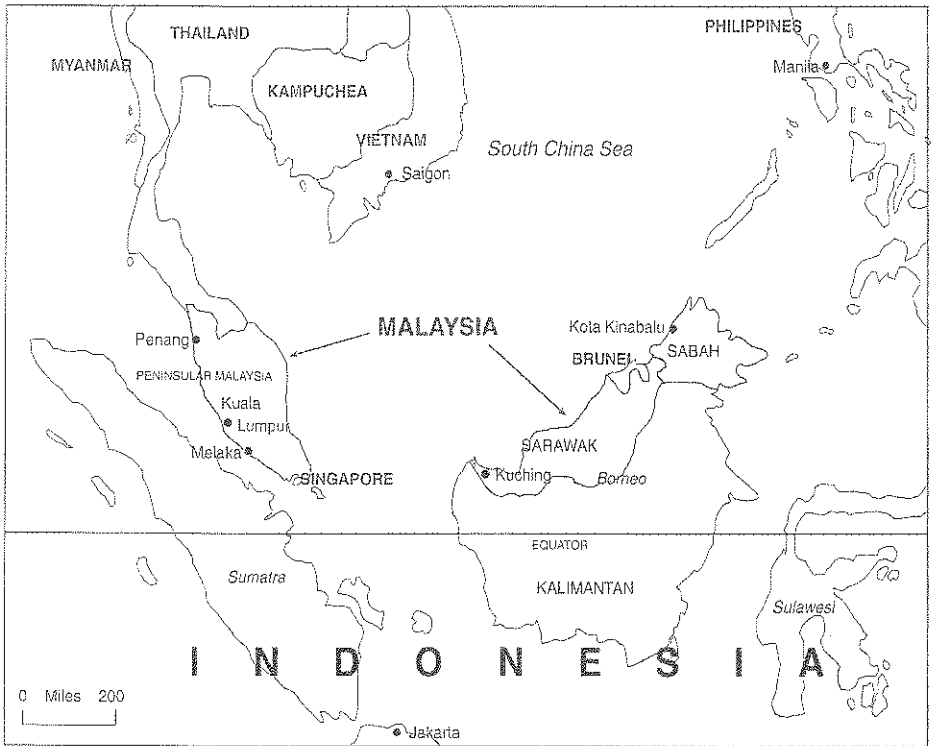 THAILAND
PHILIPPINES
MYANMAR
Manila
KAMPUCHEA
VIETNAM
South China Sea
Saigon
MALAYSIA
Kota Kinabalu
Penang
BRUNEI
SABAH
PENINSULAR MALAYSIA
Kuala
Lumpur
SARAWAK
Melaka
SINGAPORE
Kuching
Borneo
EQUATOR
Sumatra
KALIMANTAN
Sulawesi
INDONESIA
0 Miles 200
Jakarta